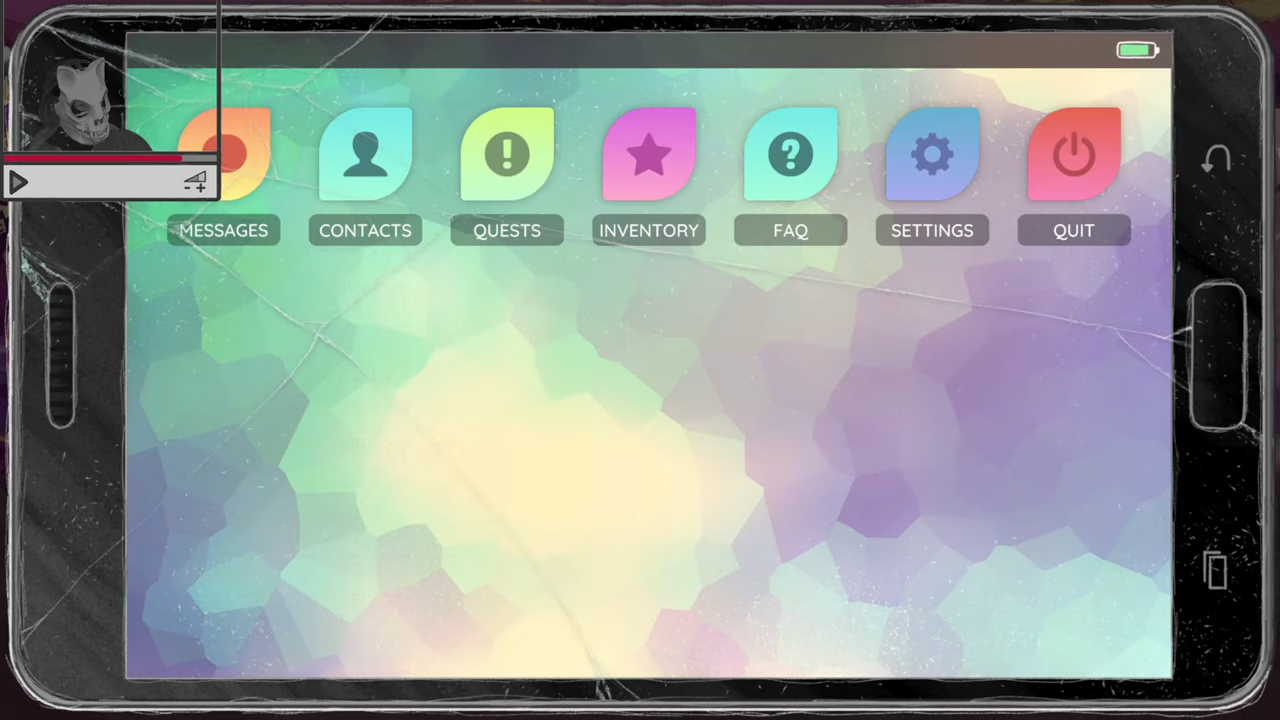 MESSAGES
CONTACTS
QUESTS
INVENTORY
FAQ
SETTINGS
QUIT